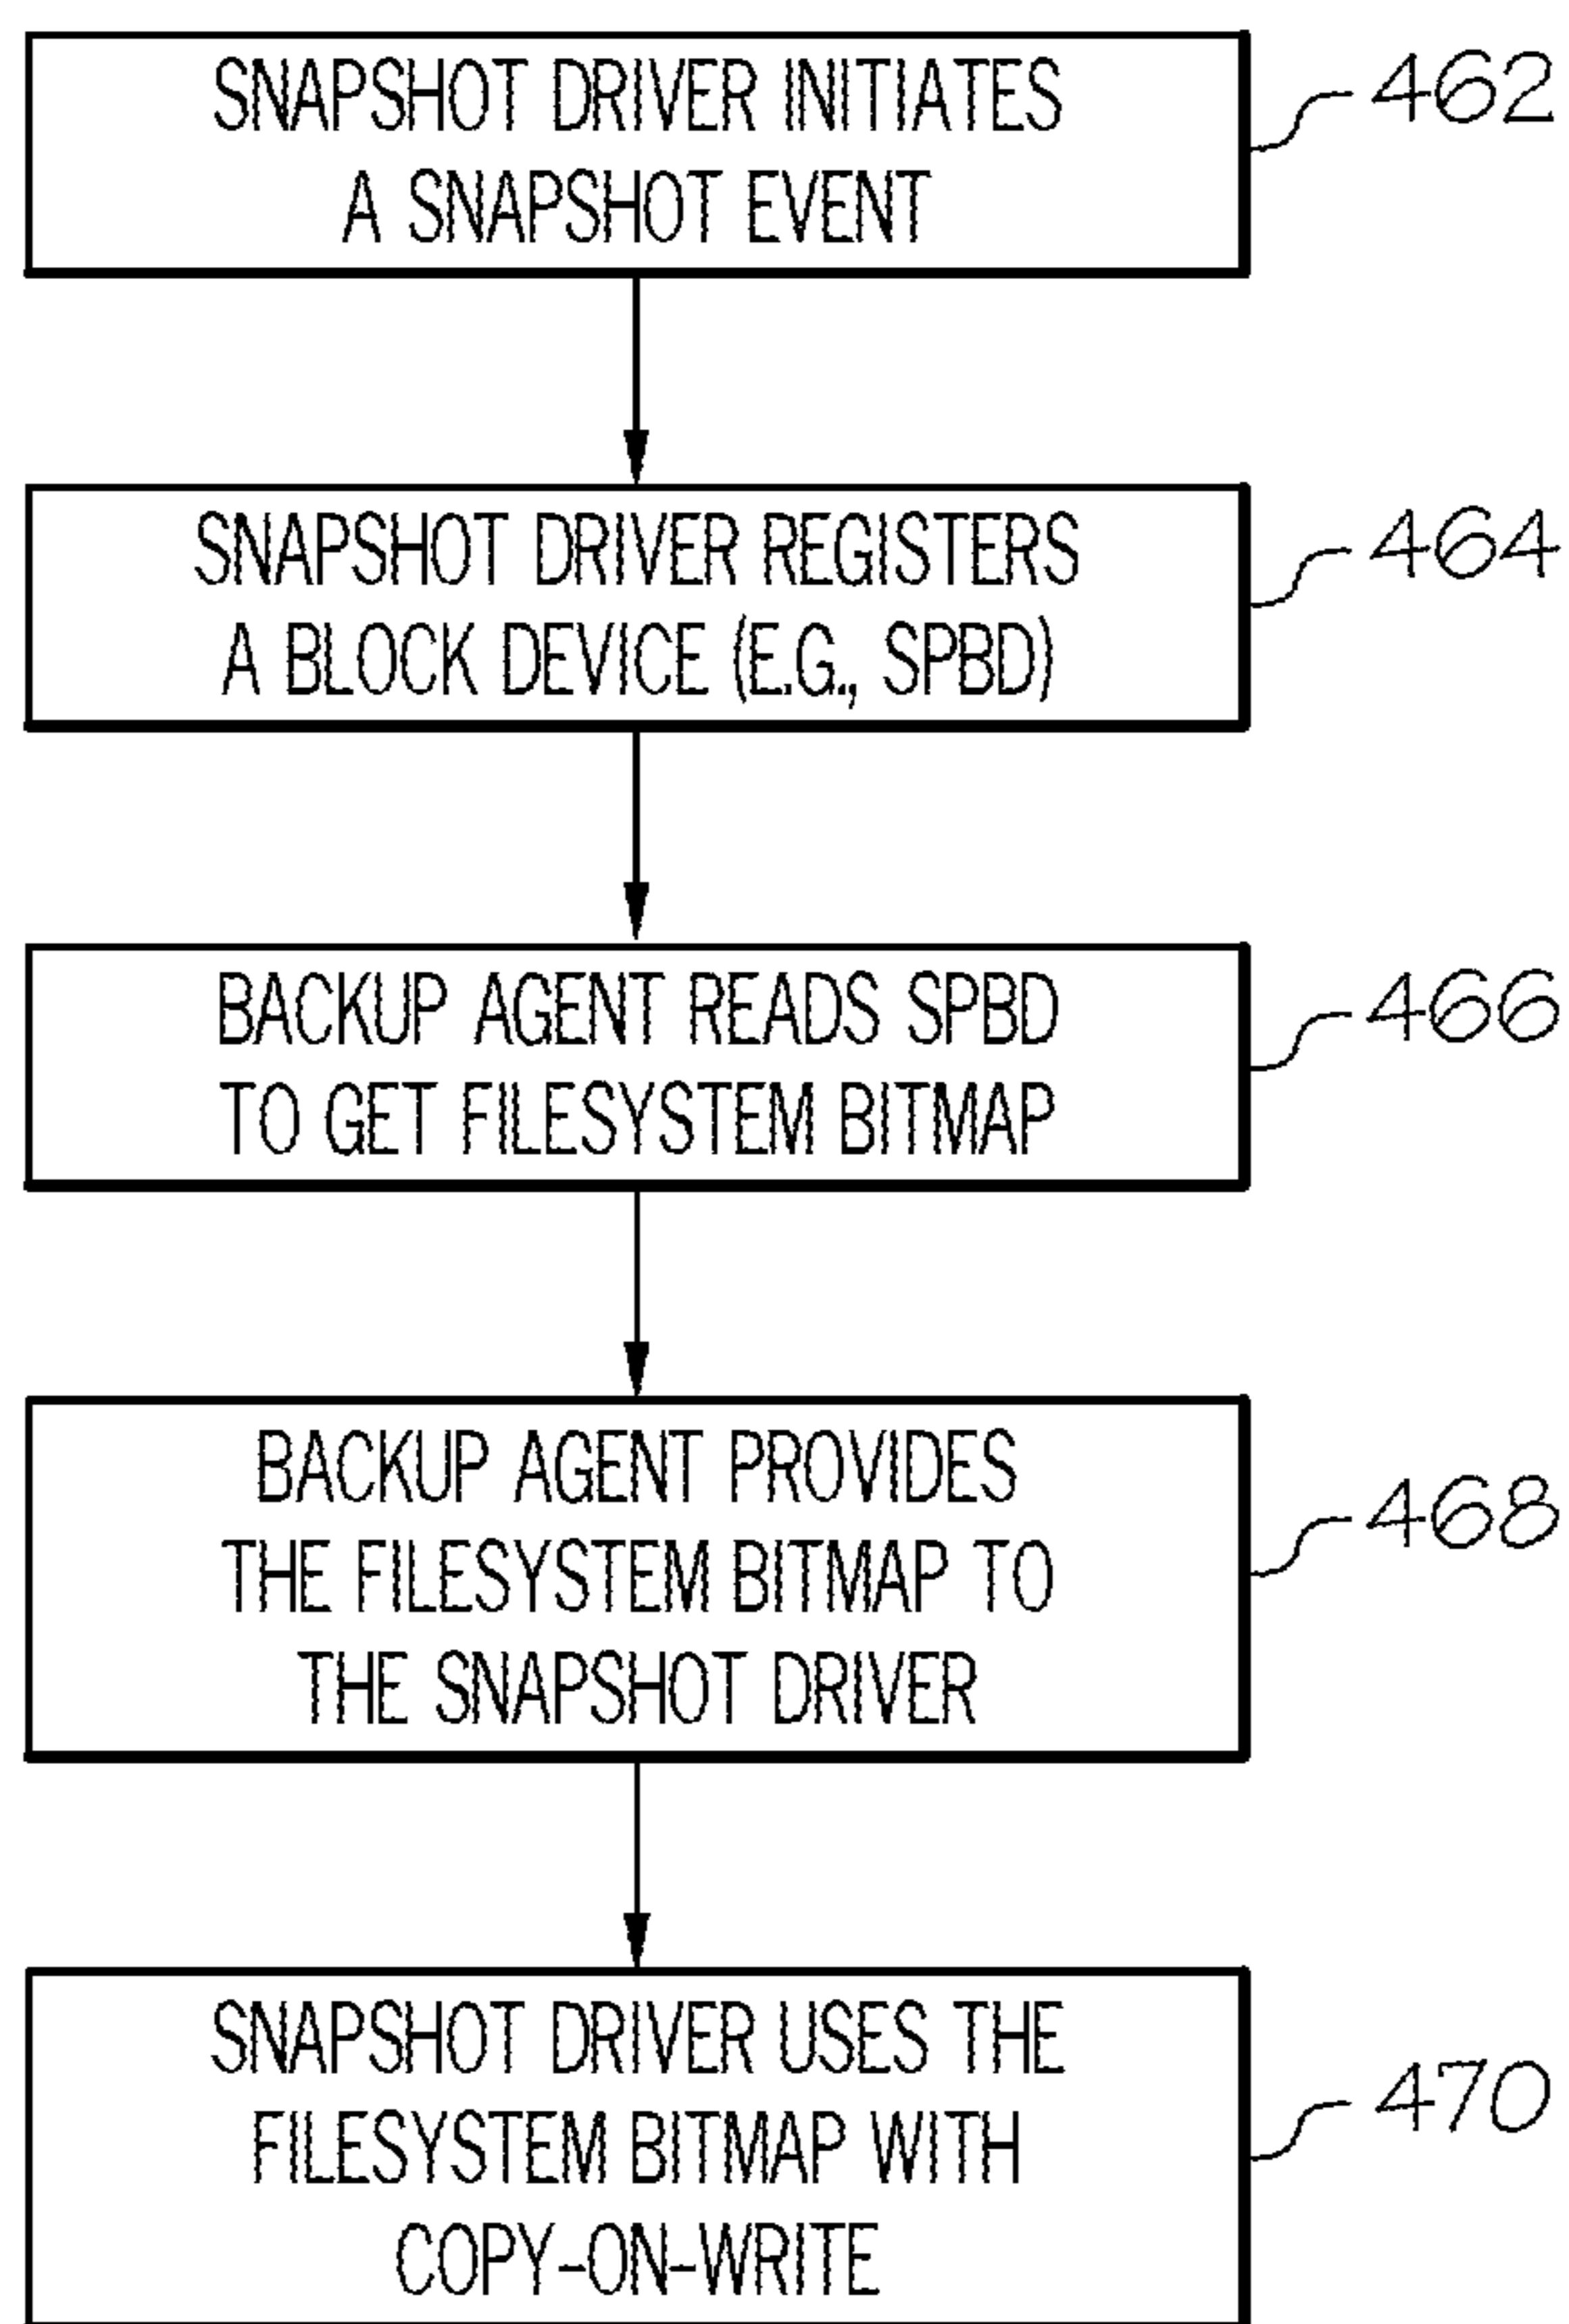 SNAPSHOT DRIVER INITIATES
A SNAPSHOT EVENT
462
SNAPSHOT DRIVER REGISTERS
A BLOCK DEVICE (E.G., SPBD)
464
BACKUP AGENT READS SPBD
TO GET FILESYSTEM BITMAP
466
BACKUP AGENT PROVIDES
THE FILESYSTEM BITMAP TO
THE SNAPSHOT DRIVER
468
SNAPSHOT DRIVER USES THE
FILESYSTEM BITMAP WITH
COPY-ON-WRITE
470